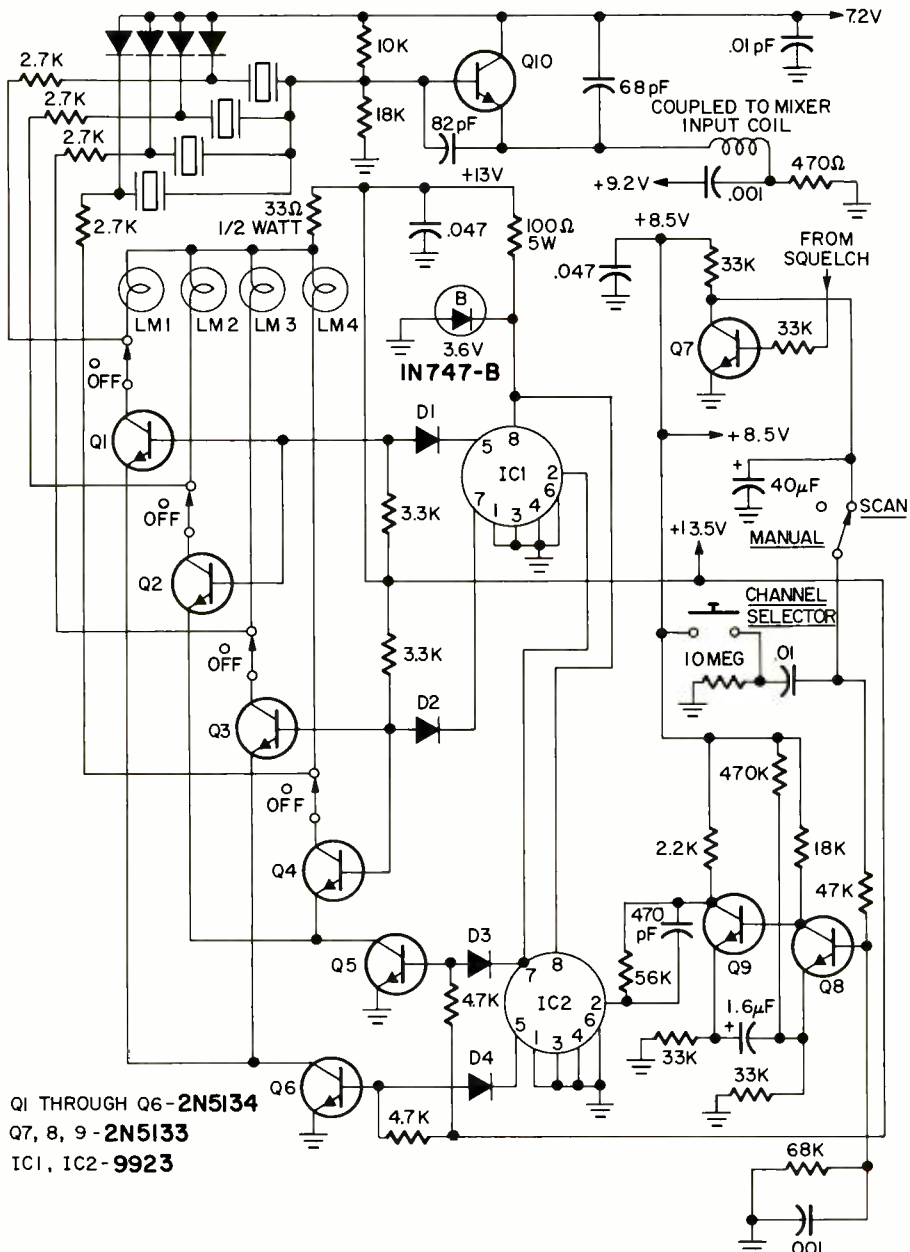 7.2V
.01pF
10K
Q10
68pF
2.7K
2.7K
2.7K
2.7K
18K
82pF
COUPLED TO MIXER
INPUT COIL
+9.2V
.001
470Ω
+13V
33Ω
1/2 WATT
.047
100Ω
5W
+8.5V
.047
33K
FROM
SQUELCH
33K
Q7
LM1
LM2
LM3
LM4
B
3.6V
1N747-B
OFF
Q1
D1
5
8
IC1
2
7
1
3
4
6
+8.5V
+
40µF
SCAN
MANUAL
OFF
3.3K
Q2
+13.5V
CHANNEL
SELECTOR
10MEG
.01
OFF
3.3K
Q3
D2
OFF
470K
Q4
2.2K
18K
47K
Q5
D3
7
8
IC2
2
5
1
3
4
6
4.7K
470
pF
56K
Q9
Q8
1.6µF
+
33K
33K
Q6
D4
4.7K
68K
.001
Q1 THROUGH Q6-2N5134
Q7, 8, 9-2N5133
IC1, IC2-9923